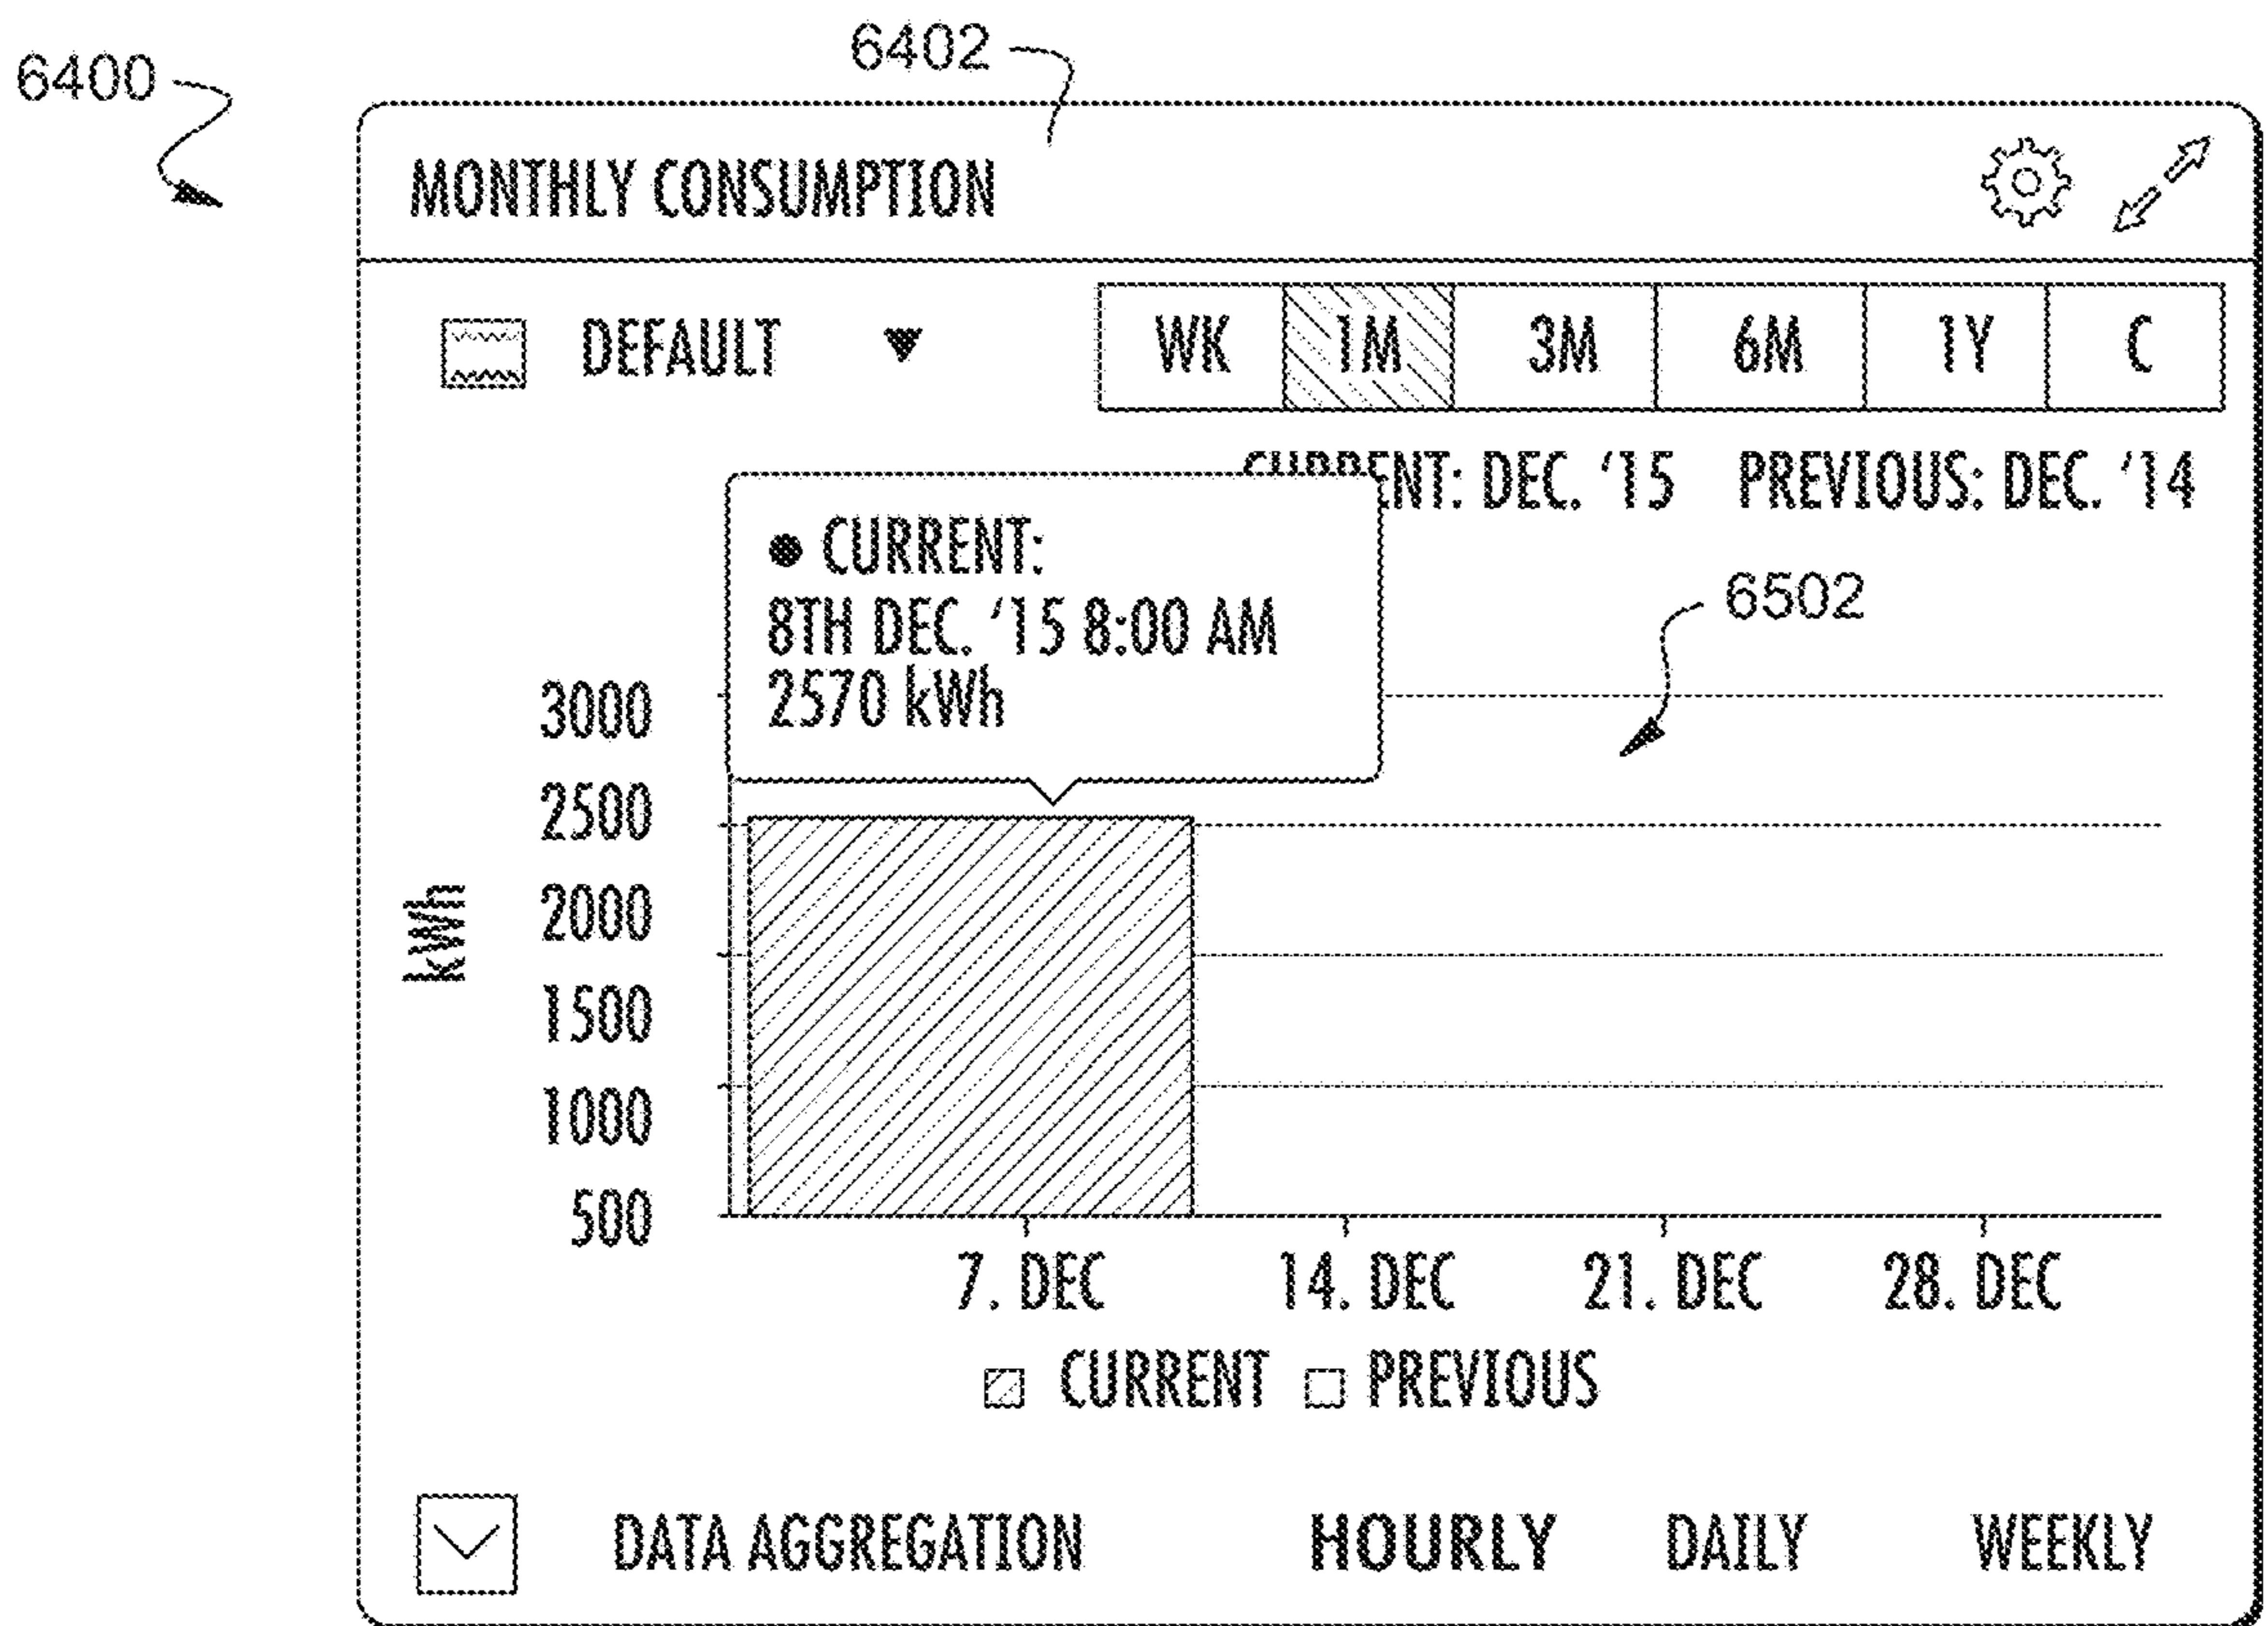 6400
6402
MONTHLY CONSUMPTION
DEFAULT
WK 1M 3M 6M 1Y C
CURRENT: DEC. '15 PREVIOUS: DEC. '14
● CURRENT:
8TH DEC. '15 8:00 AM
2570 kWh
6502
3000
2500
2000
1500
1000
500
kWh
7. DEC 14. DEC 21. DEC 28. DEC
CURRENT PREVIOUS
DATA AGGREGATION HOURLY DAILY WEEKLY